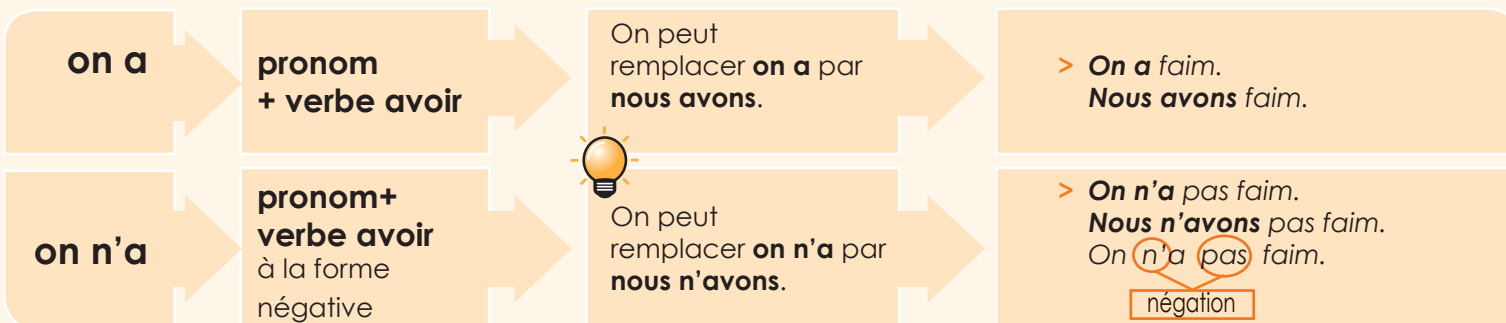 on a
pronom
+ verbe avoir
On peut
remplacer on a par
nous avons.
> On a faim.
Nous avons faim.
on n’a
pronom+
verbe avoir
à la forme
négative
On peut
remplacer on n’a par
nous n’avons.
> On n’a pas faim.
Nous n’avons pas faim.
On n’a pas faim.
négation